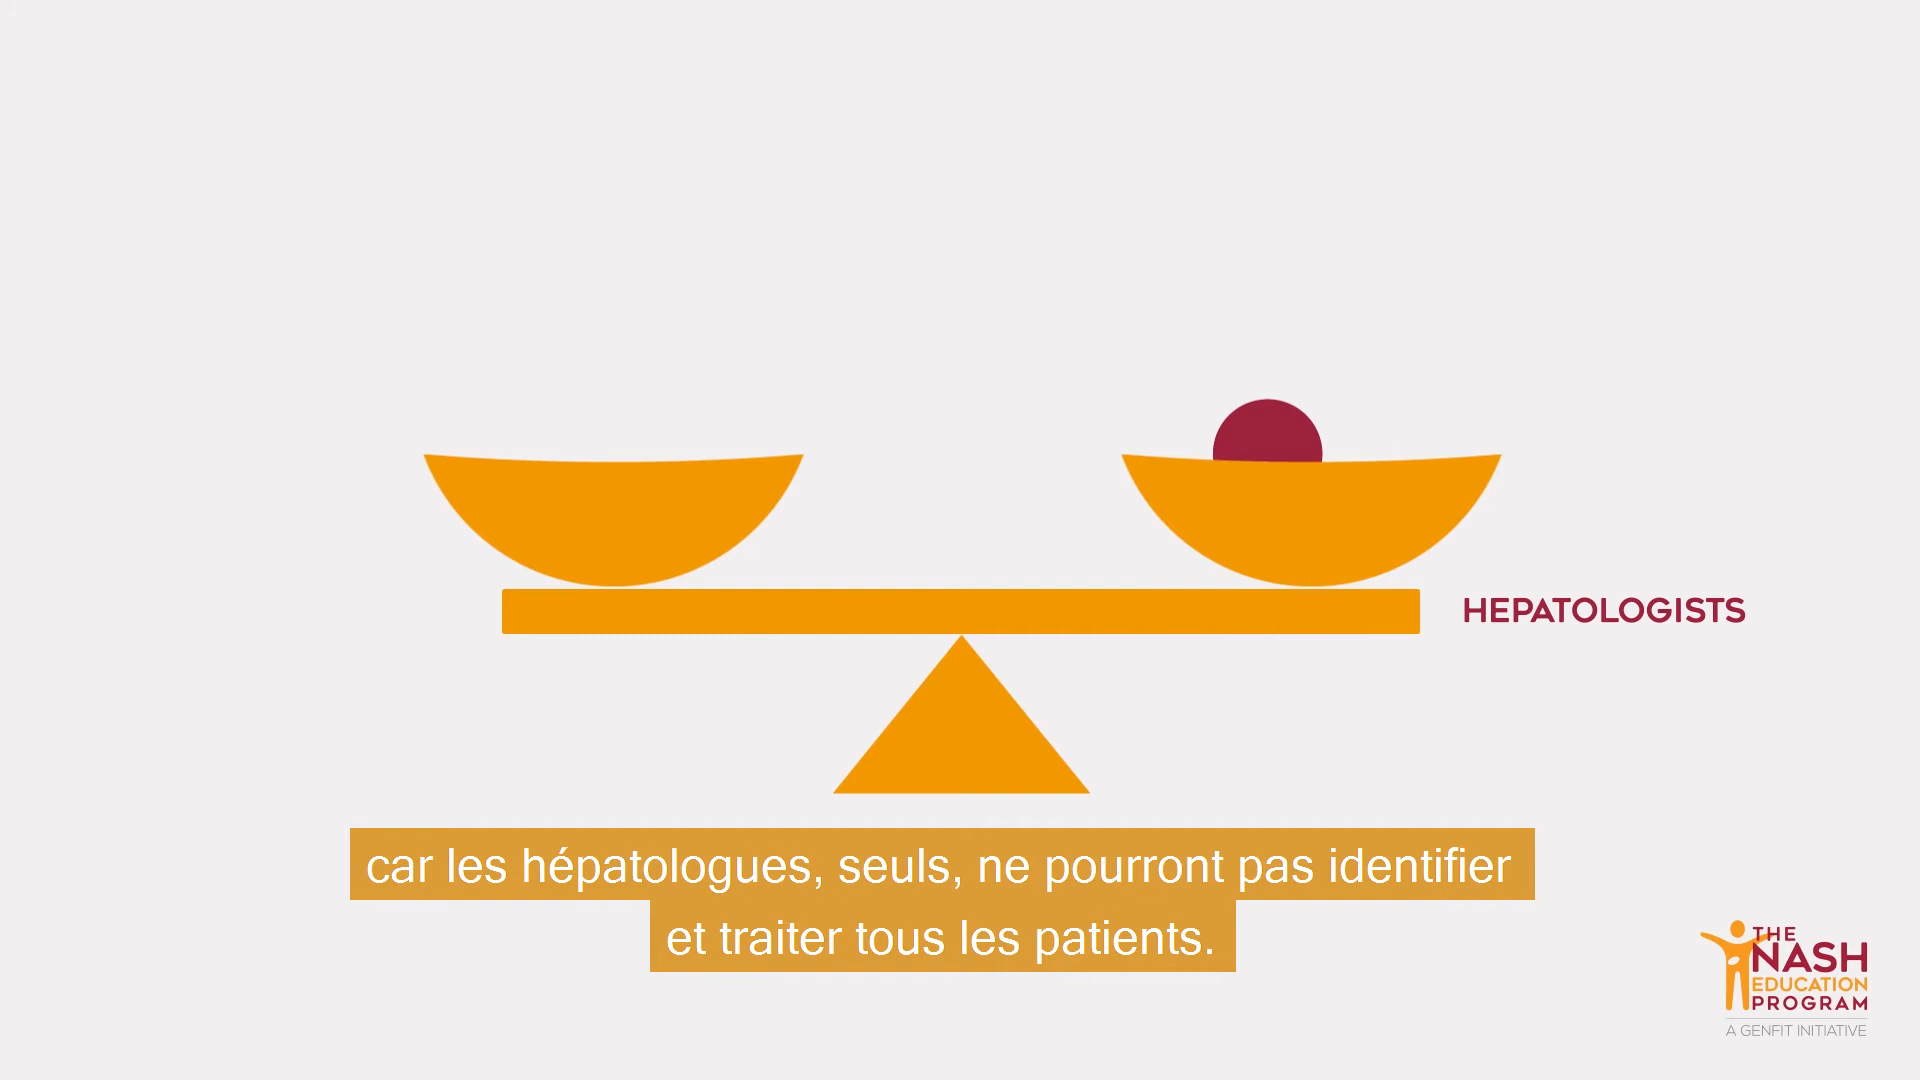 HEPATOLOGISTS
car les hépatologues, seuls, ne pourront pas identifier
et traiter tous les patients.
THE
NASH
EDUCATION
PROGRAM
A GENFIT INITIATIVE